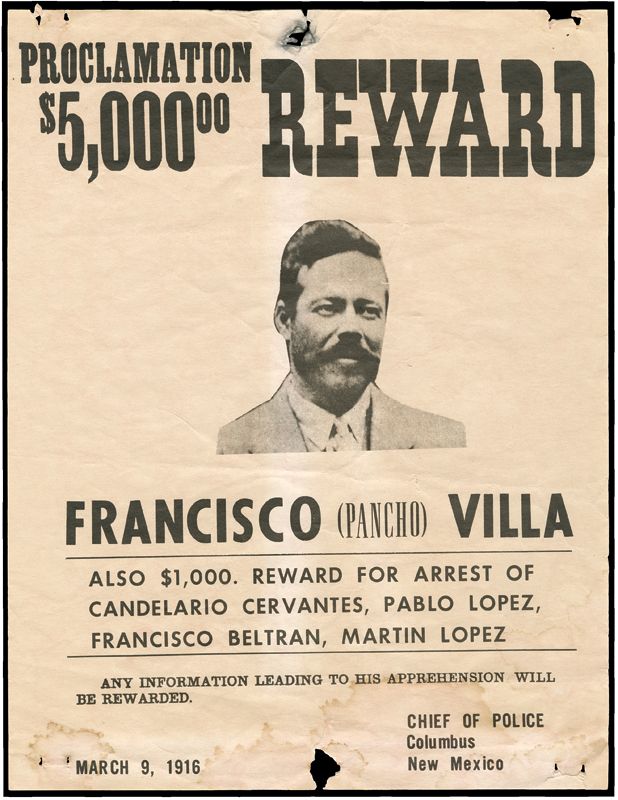 PROCLAMATION
$5,000⁰⁰ REWARD
FRANCISCO (PANCHO) VILLA
ALSO $1,000. REWARD FOR ARREST OF
CANDELARIO CERVANTES, PABLO LOPEZ,
FRANCISCO BELTRAN, MARTIN LOPEZ
ANY INFORMATION LEADING TO HIS APPREHENSION WILL
BE REWARDED.
CHIEF OF POLICE
Columbus
New Mexico
MARCH 9, 1916